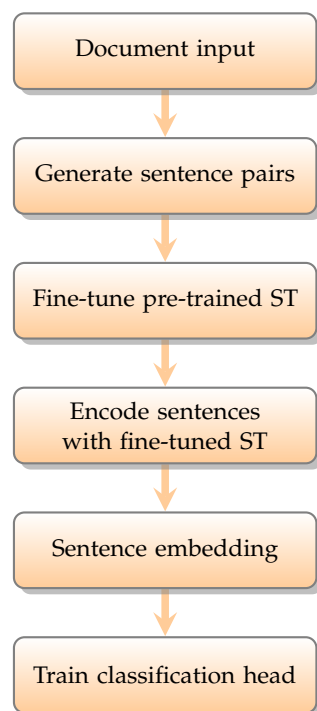 Document input
Generate sentence pairs
Fine-tune pre-trained ST
Encode sentences
with fine-tuned ST
Sentence embedding
Train classification head